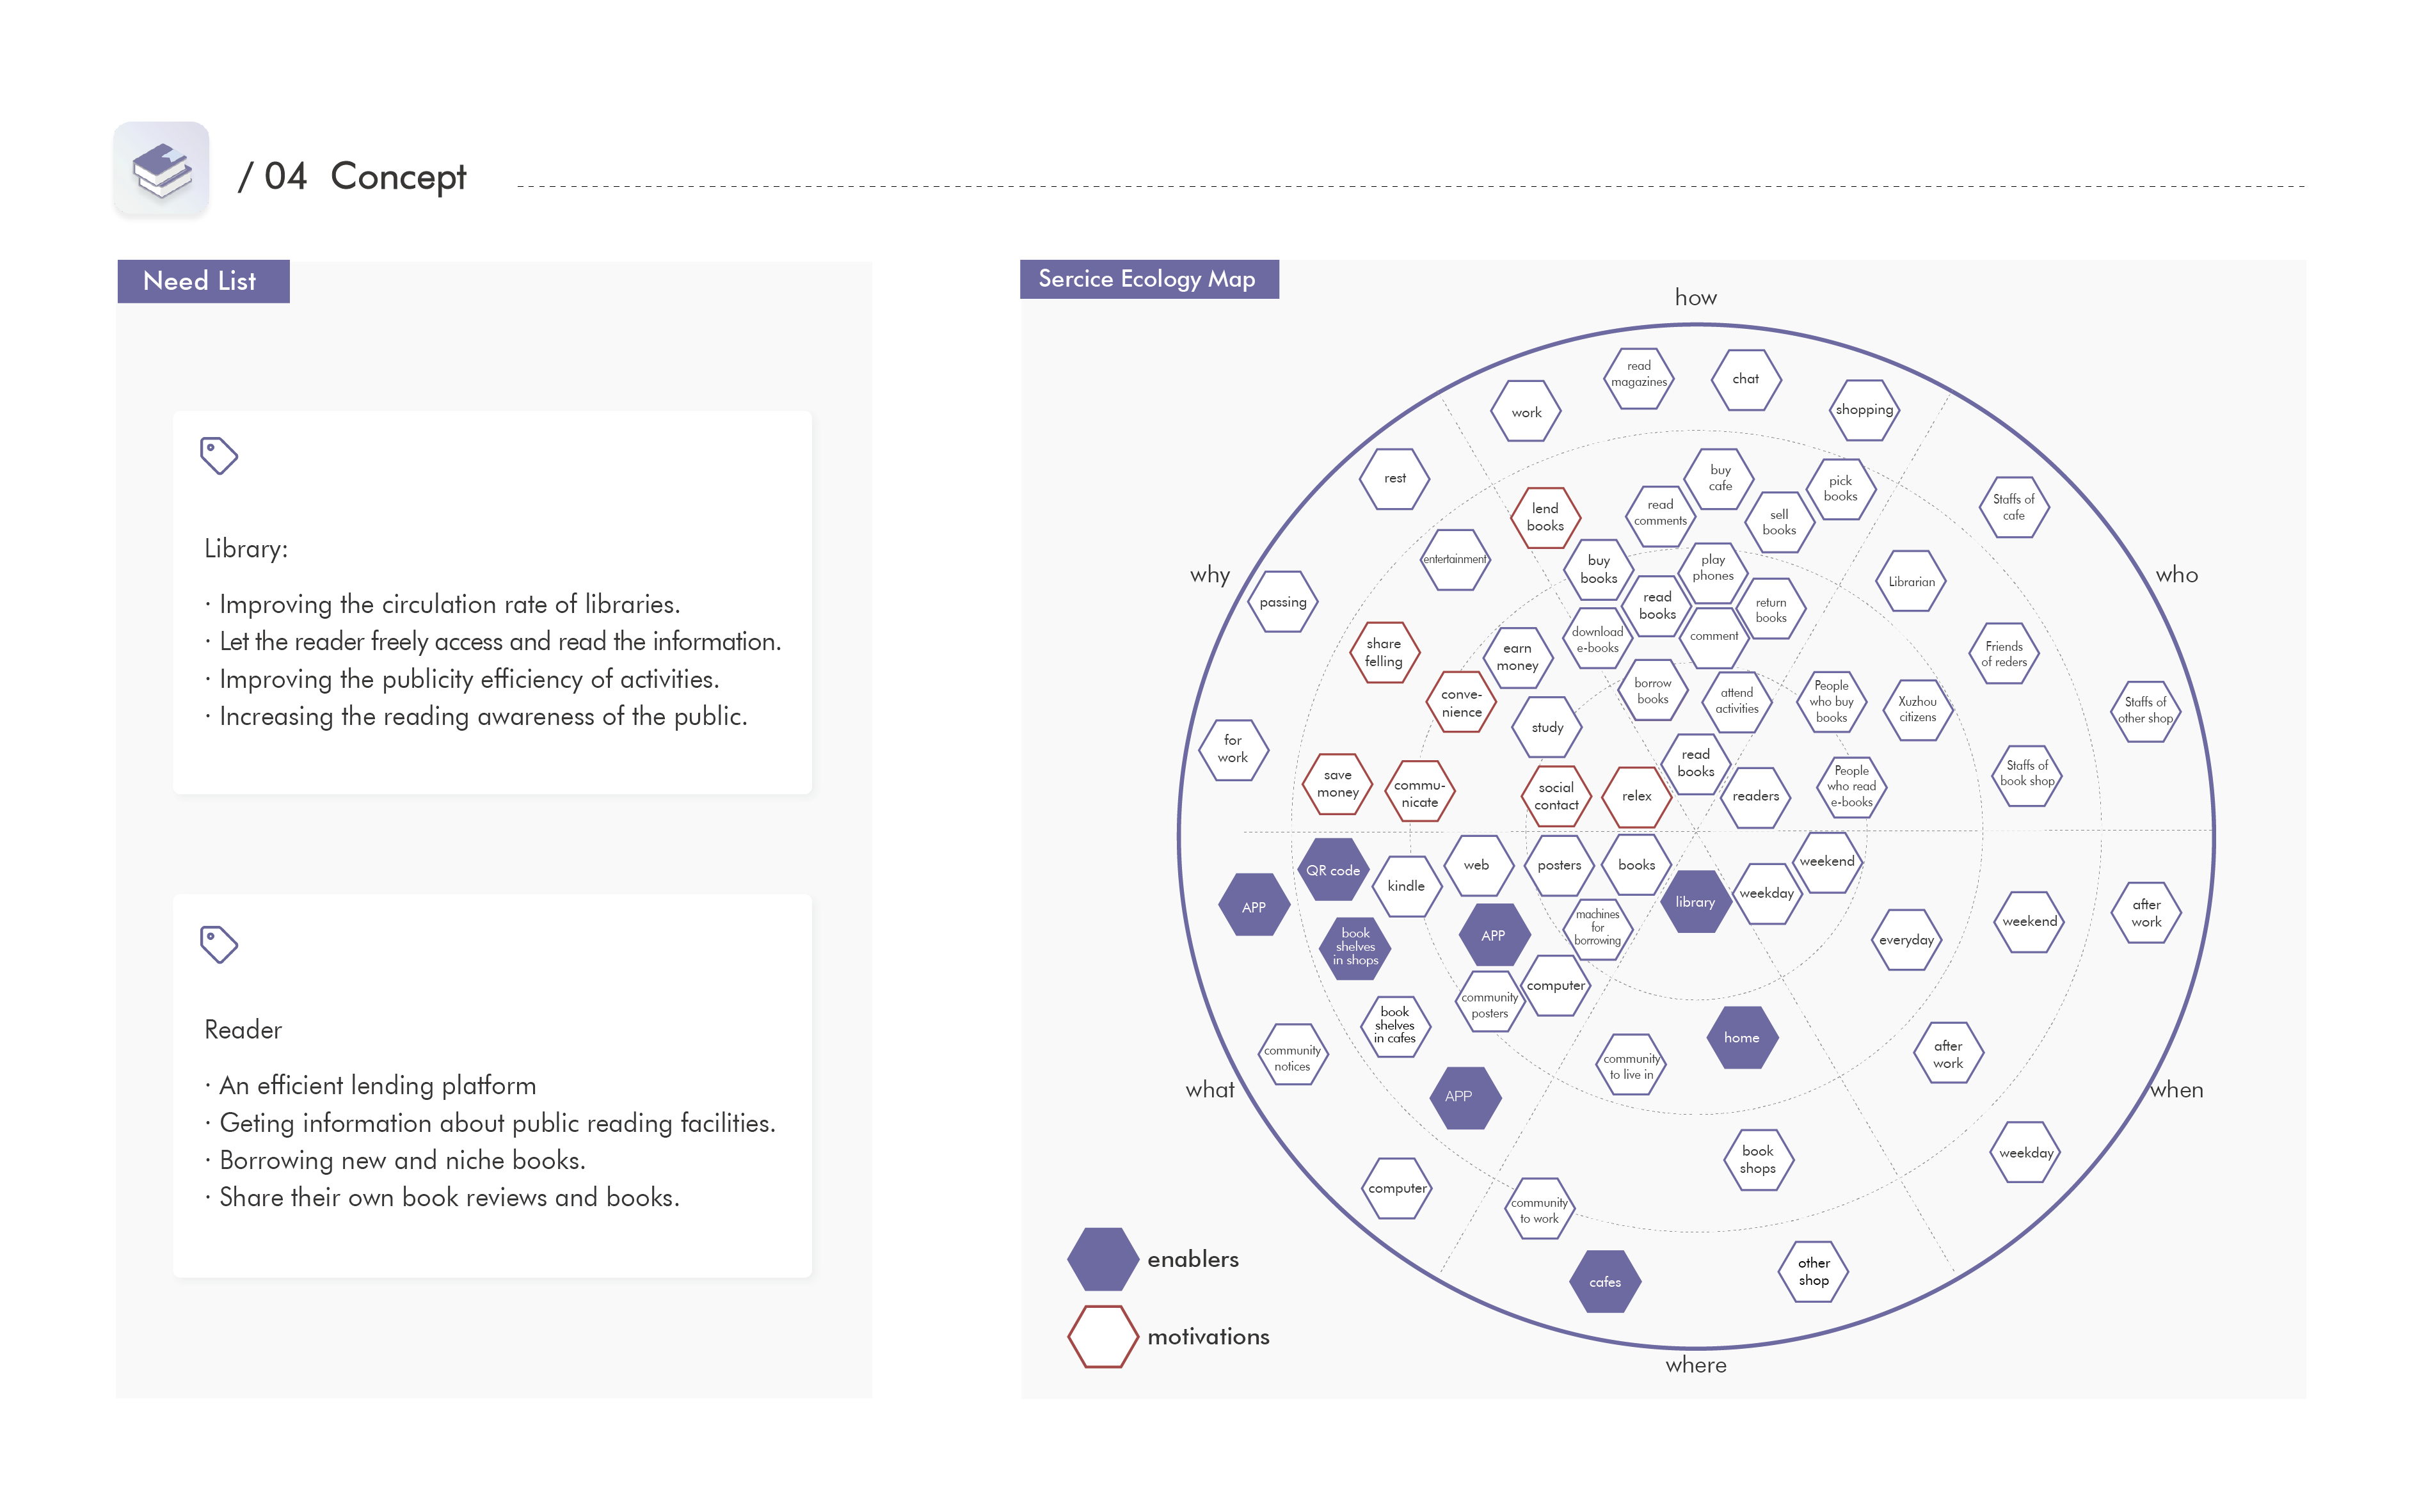 / 04 Concept
Need List
Library:
· Improving the circulation rate of libraries.
· Let the reader freely access and read the information.
· Improving the publicity efficiency of activities.
· Increasing the reading awareness of the public.
Reader
· An efficient lending platform
· Geting information about public reading facilities.
· Borrowing new and niche books.
· Share their own book reviews and books.
Sercice Ecology Map
how
read
magazines
chat
work
shopping
buy
cafe
pick
books
lend
books
read
comments
sell
books
buy
books
play
phones
read
books
return
books
download
e-books
comment
borrow
books
attend
activities
read
books
who
Staffs of
cafe
Librarian
Friends
of reders
People
who buy
books
Xuzhou
citizens
Staffs of
other shop
Staffs of
book shop
People
who read
e-books
readers
when
weekend
weekday
everyday
weekend
after
work
after
work
weekday
where
library
home
community
to live in
book
shops
community
to work
cafes
other
shop
what
books
posters
web
kindle
QR code
APP
machines
for
borrowing
APP
book
shelves
in shops
computer
community
posters
book
shelves
in cafes
community
notices
APP
computer
why
rest
entertainment
passing
share
felling
earn
money
conve-
nience
study
for
work
save
money
commu-
nicate
social
contact
relex
enablers
motivations